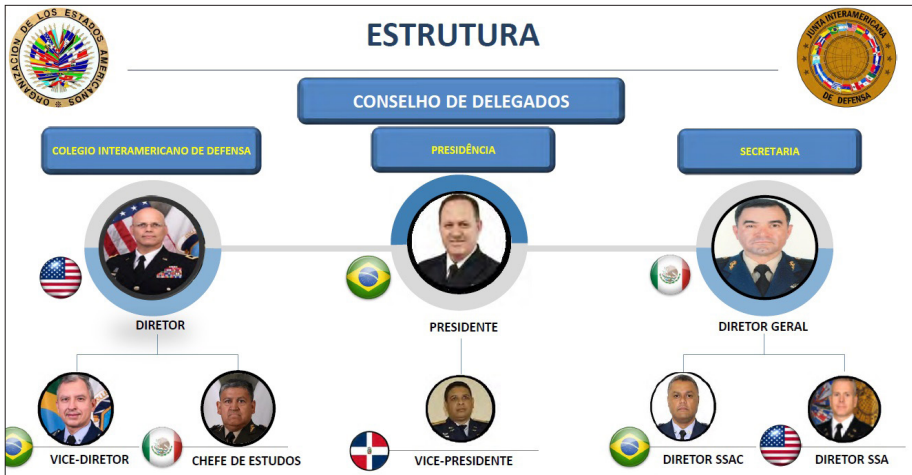 ESTRUTURA
ORGANIZACION DE LOS ESTADOS AMERICANOS
JUNTA INTERAMERICANA
DE DEFENSA
CONSELHO DE DELEGADOS
COLEGIO INTERAMERICANO DE DEFENSA
PRESIDÊNCIA
SECRETARIA
DIRETOR
PRESIDENTE
DIRETOR GERAL
VICE-DIRETOR
CHEFE DE ESTUDOS
VICE-PRESIDENTE
DIRETOR SSAC
DIRETOR SSA